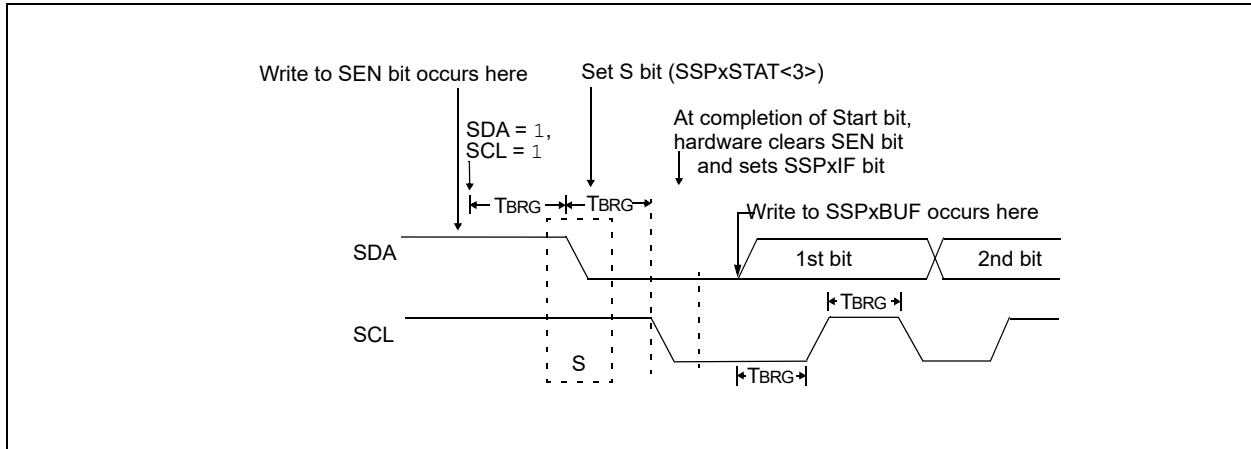 Write to SEN bit occurs here
Set S bit (SSPxSTAT<3>)
SDA = 1,
SCL = 1
At completion of Start bit,
hardware clears SEN bit
and sets SSPxIF bit
TBRG
TBRG
Write to SSPxBUF occurs here
SDA
1st bit
2nd bit
TBRG
SCL
S
TBRG